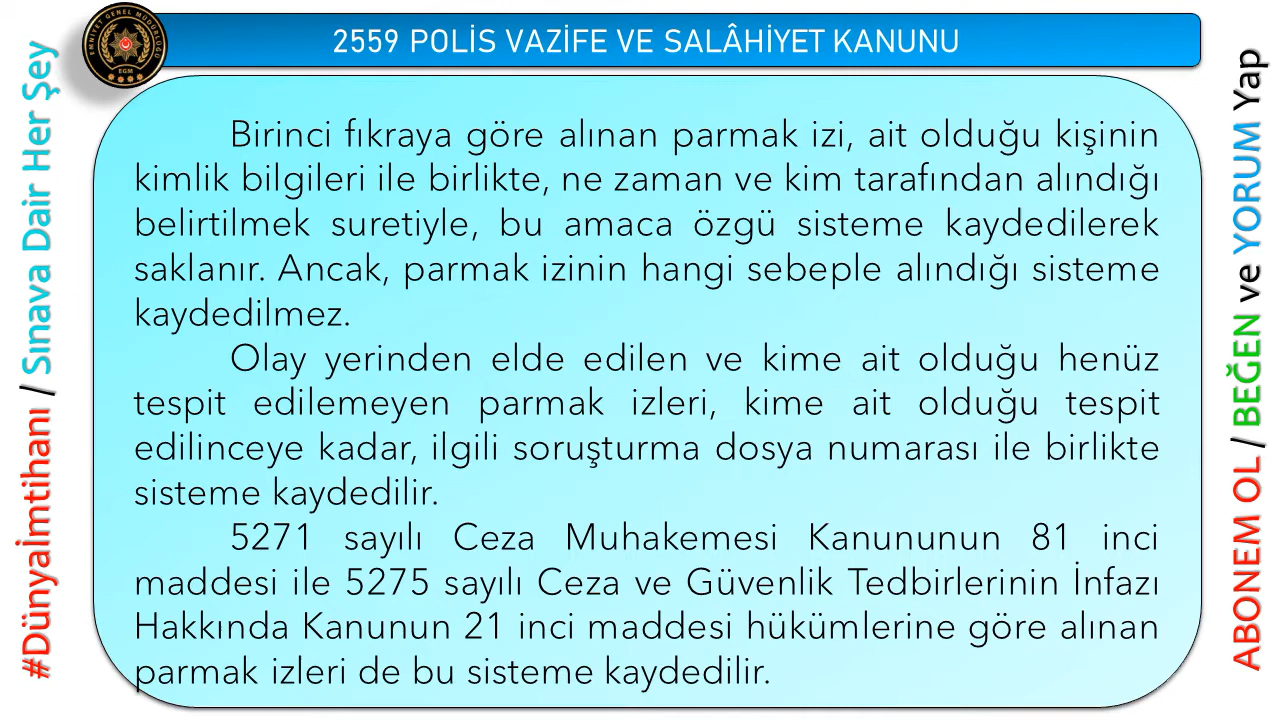 2559 POLİS VAZİFE VE SALÂHİYET KANUNU
EMNİYET GENEL MÜDÜRLÜĞÜ
EGM
#Dünyaİmtihanı / Sınava Dair Her Şey
Birinci fıkraya göre alınan parmak izi, ait olduğu kişinin
kimlik bilgileri ile birlikte, ne zaman ve kim tarafından alındığı
belirtilmek suretiyle, bu amaca özgü sisteme kaydedilerek
saklanır. Ancak, parmak izinin hangi sebeple alındığı sisteme
kaydedilmez.
Olay yerinden elde edilen ve kime ait olduğu henüz
tespit edilemeyen parmak izleri, kime ait olduğu tespit
edilinceye kadar, ilgili soruşturma dosya numarası ile birlikte
sisteme kaydedilir.
5271 sayılı Ceza Muhakemesi Kanununun 81 inci
maddesi ile 5275 sayılı Ceza ve Güvenlik Tedbirlerinin İnfazı
Hakkında Kanunun 21 inci maddesi hükümlerine göre alınan
parmak izleri de bu sisteme kaydedilir.
ABONEM OL / BEĞEN ve YORUM Yap